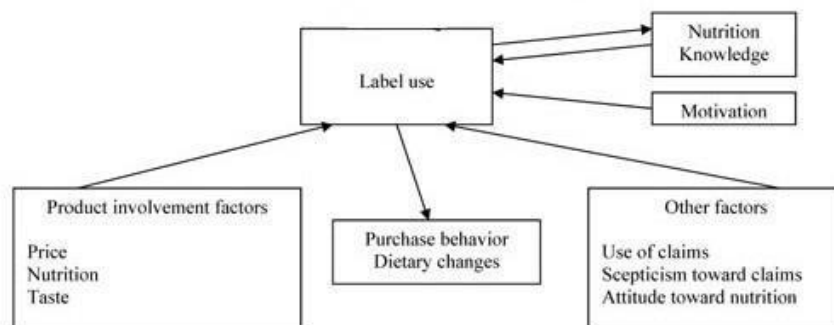 Nutrition
Knowledge
Label use
Motivation
Product involvement factors
Price
Nutrition
Taste
Purchase behavior
Dietary changes
Other factors
Use of claims
Scepticism toward claims
Attitude toward nutrition